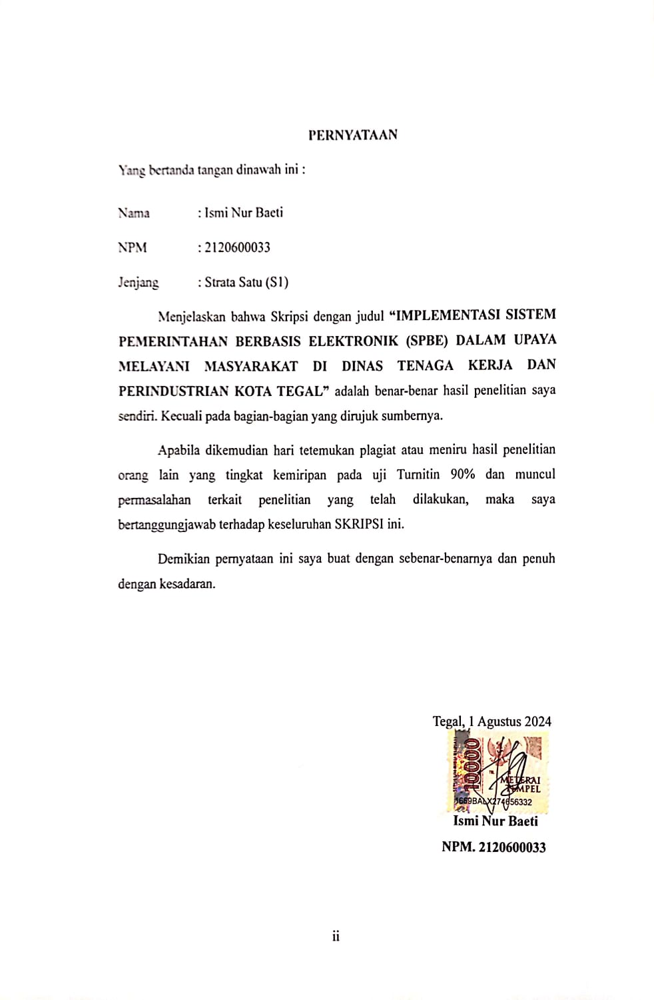 PERNYATAAN
Yang bertanda tangan dinawah ini :
Nama : Ismi Nur Baeti
NPM : 2120600033
Jenjang : Strata Satu (S1)
Menjelaskan bahwa Skripsi dengan judul “IMPLEMENTASI SISTEM
PEMERINTAHAN BERBASIS ELEKTRONIK (SPBE) DALAM UPAYA
MELAYANI MASYARAKAT DI DINAS TENAGA KERJA DAN
PERINDUSTRIAN KOTA TEGAL” adalah benar-benar hasil penelitian saya
sendiri. Kecuali pada bagian-bagian yang dirujuk sumbernya.
Apabila dikemudian hari tetemukan plagiat atau meniru hasil penelitian
orang lain yang tingkat kemiripan pada uji Turnitin 90% dan muncul
permasalahan terkait penelitian yang telah dilakukan, maka saya
bertanggungjawab terhadap keseluruhan SKRIPSI ini.
Demikian pernyataan ini saya buat dengan sebenar-benarnya dan penuh
dengan kesadaran.
Tegal, 1 Agustus 2024
10000
METERAI
TEMPEL
1669BALX274656332
Ismi Nur Baeti
NPM. 2120600033
ii